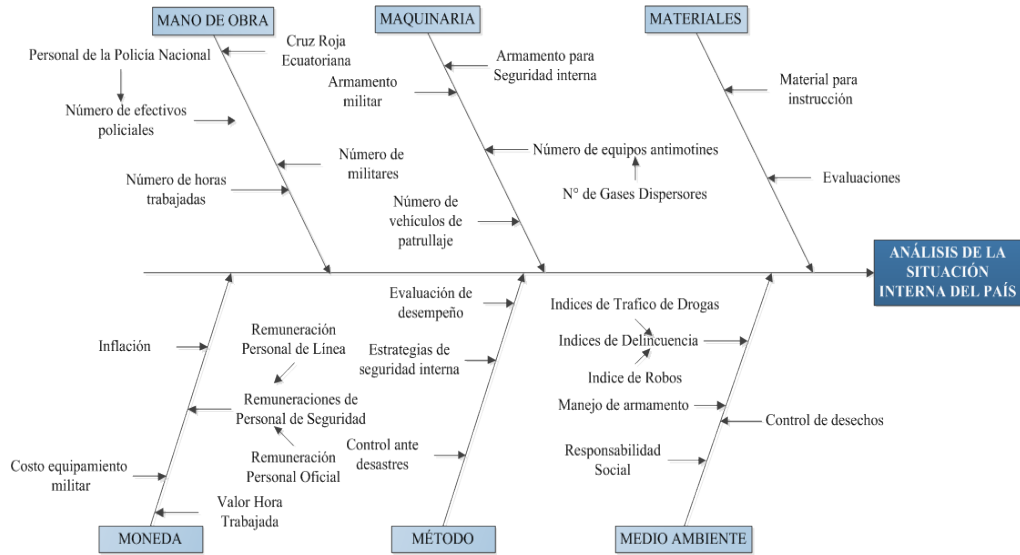 MANO DE OBRA
MAQUINARIA
MATERIALES
Personal de la Policía Nacional
Cruz Roja
Ecuatoriana
Número de efectivos
policiales
Número de
militares
Número de horas
trabajadas
Armamento para
Seguridad interna
Armamento
militar
Número de equipos antimotines
N° de Gases Dispersores
Número de
vehículos de
patrullaje
Material para
instrucción
Evaluaciones
ANÁLISIS DE LA
SITUACIÓN
INTERNA DEL PAÍS
Inflación
Remuneración
Personal de Línea
Remuneraciones de
Personal de Seguridad
Remuneración
Personal Oficial
Costo equipamiento
militar
Valor Hora
Trabajada
Evaluación de
desempeño
Estrategias de
seguridad interna
Control ante
desastres
Indices de Trafico de Drogas
Indices de Delincuencia
Indice de Robos
Manejo de armamento
Control de desechos
Responsabilidad
Social
MONEDA
MÉTODO
MEDIO AMBIENTE